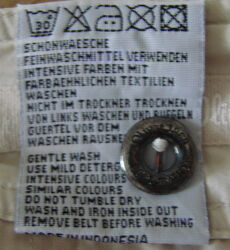 30
SCHONWAESCHE
FEINWASCHMITTEL VERWENDEN
INTENSIVE FARBEN MIT
FARBAEHNLICHEN TEXTILIEN
WASCHEN
NICHT IM TROCKNER TROCKNEN
VON LINKS WASCHEN UND BUEGELN
GUERTEL VOR DEM
WASCHEN
GENTLE WASH
USE MILD
INTENSIVE
SIMILAR COLOURS
DO NOT TUMBLE DRY
WASH AND IRON INSIDE OUT
REMOVE BELT BEFORE WASHING
MADE IN INDONESIA